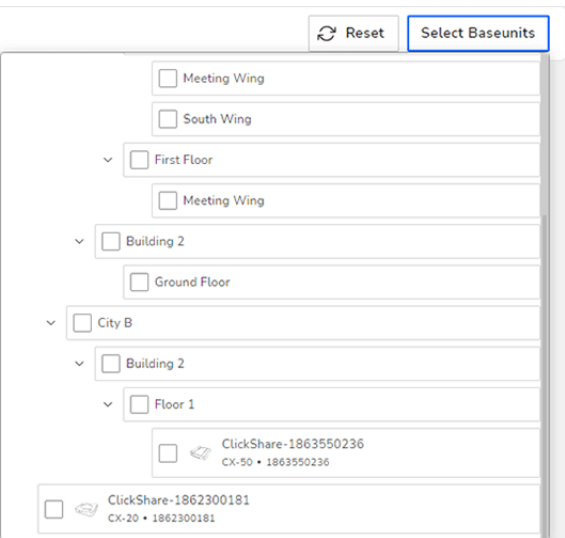 Reset
Select Baseunits
Meeting Wing
South Wing
First Floor
Meeting Wing
Building 2
Ground Floor
City B
Building 2
Floor 1
ClickShare-1863550236
CX-50 • 1863550236
ClickShare-1862300181
CX-20 • 1862300181